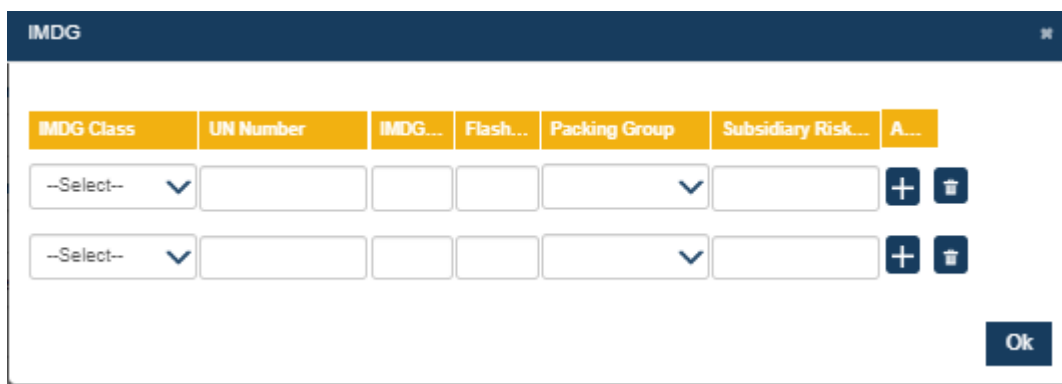 IMDG
IMDG Class UN Number IMDG... Flash... Packing Group Subsidiary Risk... A...
--Select--
--Select--
Ok